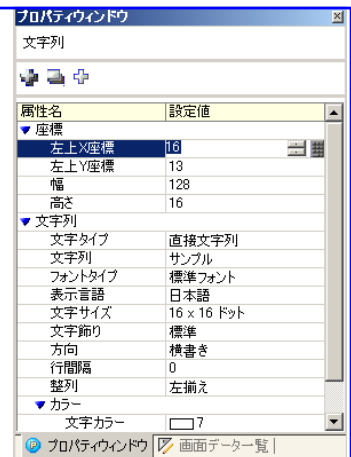 プロパティウィンドウ
文字列
属性名 設定値
座標
左上X座標 16
左上Y座標 13
幅 128
高さ 16
文字列
文字タイプ 直接文字列
文字列 サンプル
フォントタイプ 標準フォント
表示言語 日本語
文字サイズ 16 x 16 ドット
文字飾り 標準
方向 横書き
行間隔 0
整列 左揃え
カラー
文字カラー 7
プロパティウィンドウ 画面データ一覧